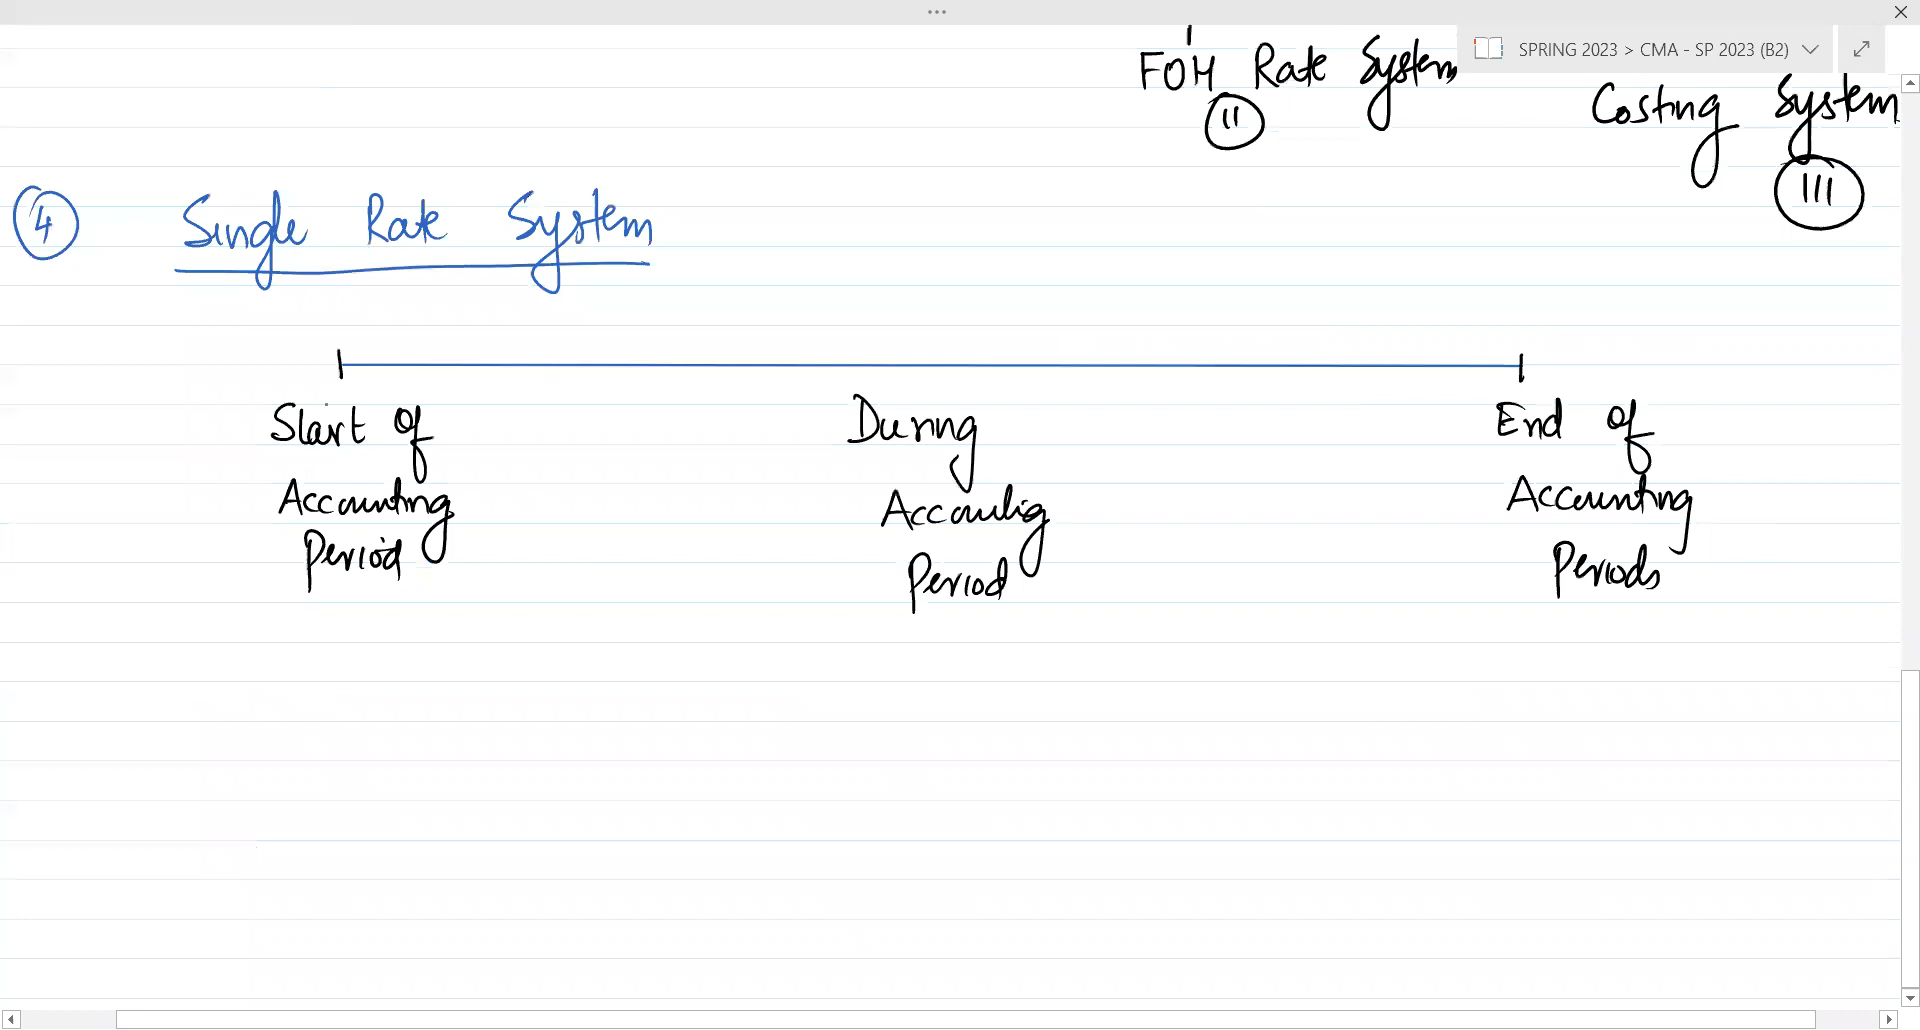 SPRING 2023 > CMA - SP 2023 (B2)
FOH Rate System
II
Costing System
III
4 Single Rate System
Start of
Accounting
Period
During
Accounting
Period
End of
Accounting
Periods